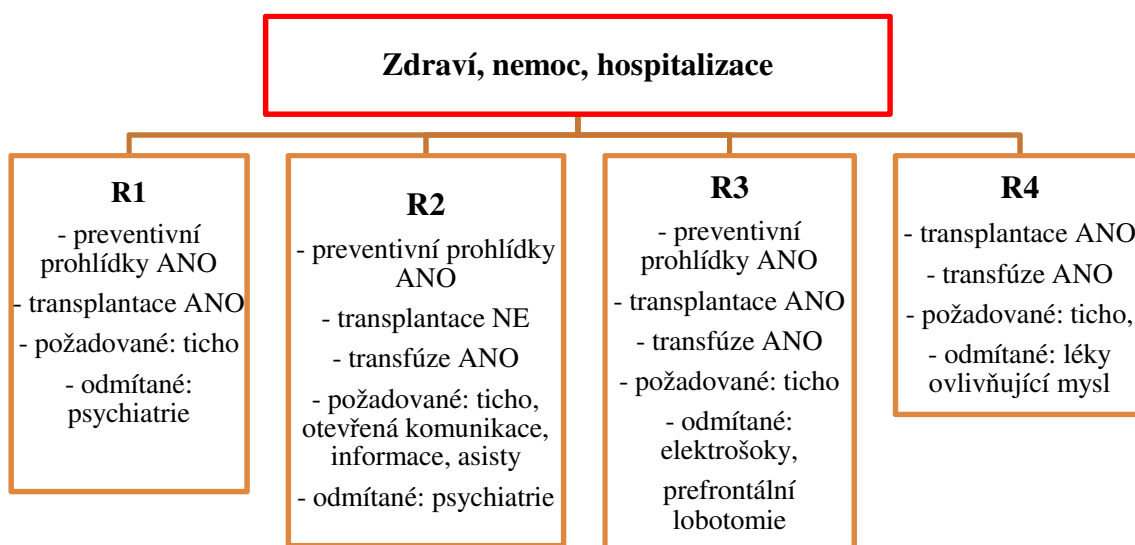 Zdraví, nemoc, hospitalizace
R1
- preventivní
prohlídky ANO
- transplantace ANO
- požadované: ticho
- odmítané:
psychiatrie
R2
- preventivní prohlídky
ANO
- transplantace NE
- transfúze ANO
- požadované: ticho,
otevřená komunikace,
informace, asisty
- odmítané: psychiatrie
R3
- preventivní
prohlídky ANO
- transplantace ANO
- transfúze ANO
- požadované: ticho
- odmítané:
elektrošoky,
prefrontální
lobotomie
R4
- transplantace ANO
- transfúze ANO
- požadované: ticho,
- odmítané: léky
ovlivňující mysl